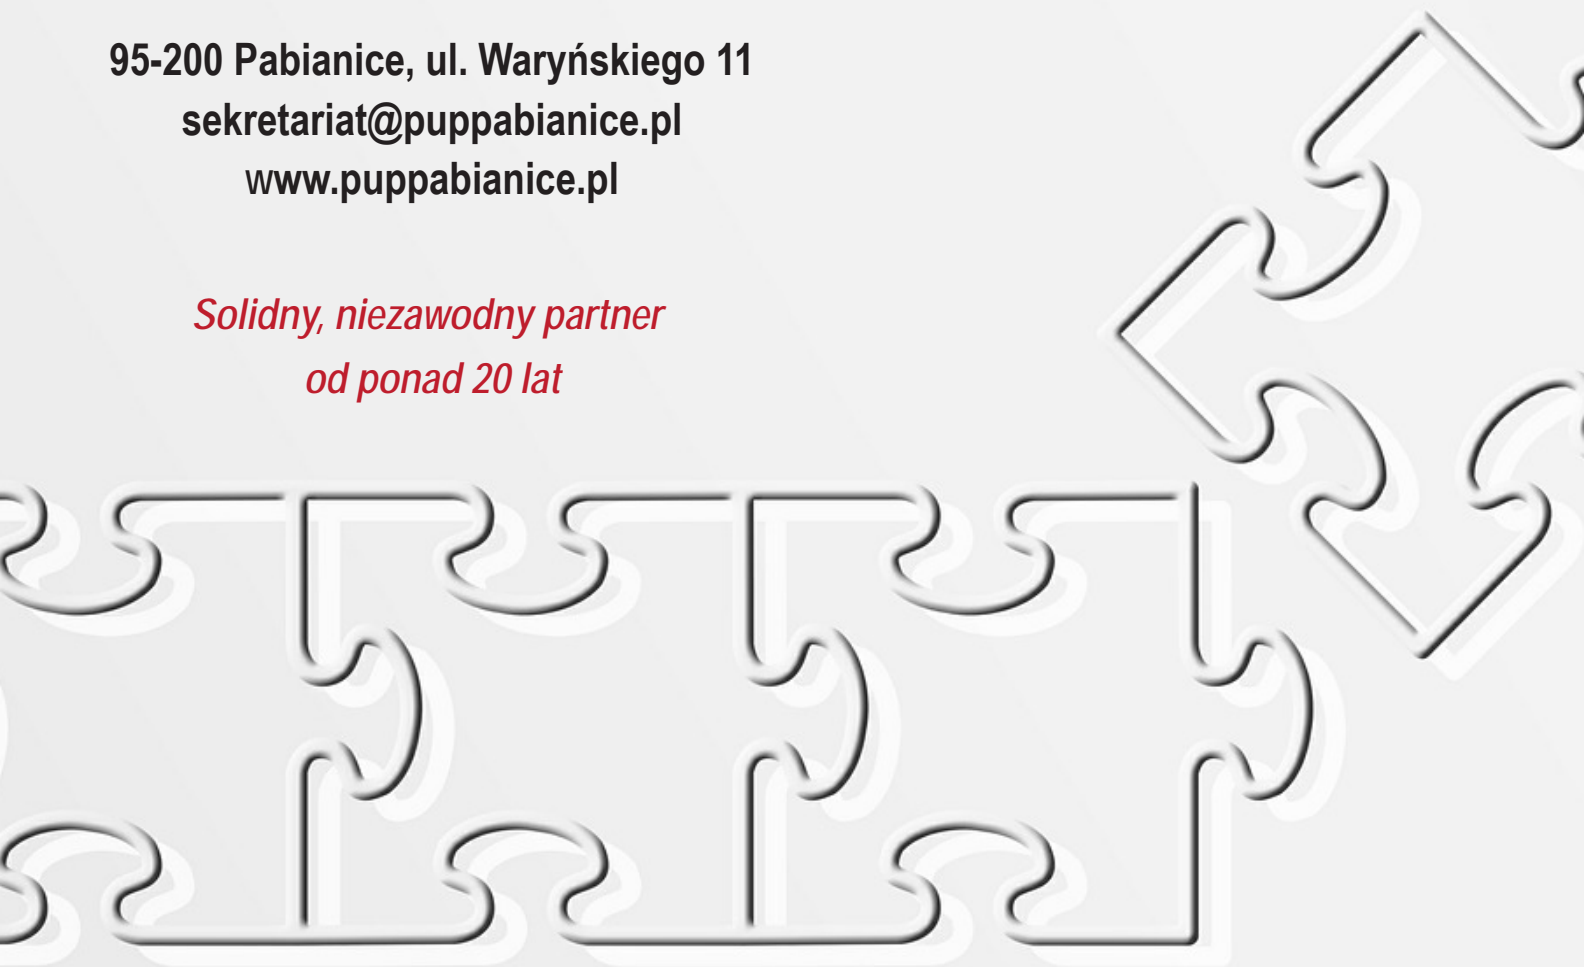 95-200 Pabianice, ul. Waryńskiego 11
sekretariat@puppabianice.pl
www.puppabianice.pl
Solidny, niezawodny partner
od ponad 20 lat